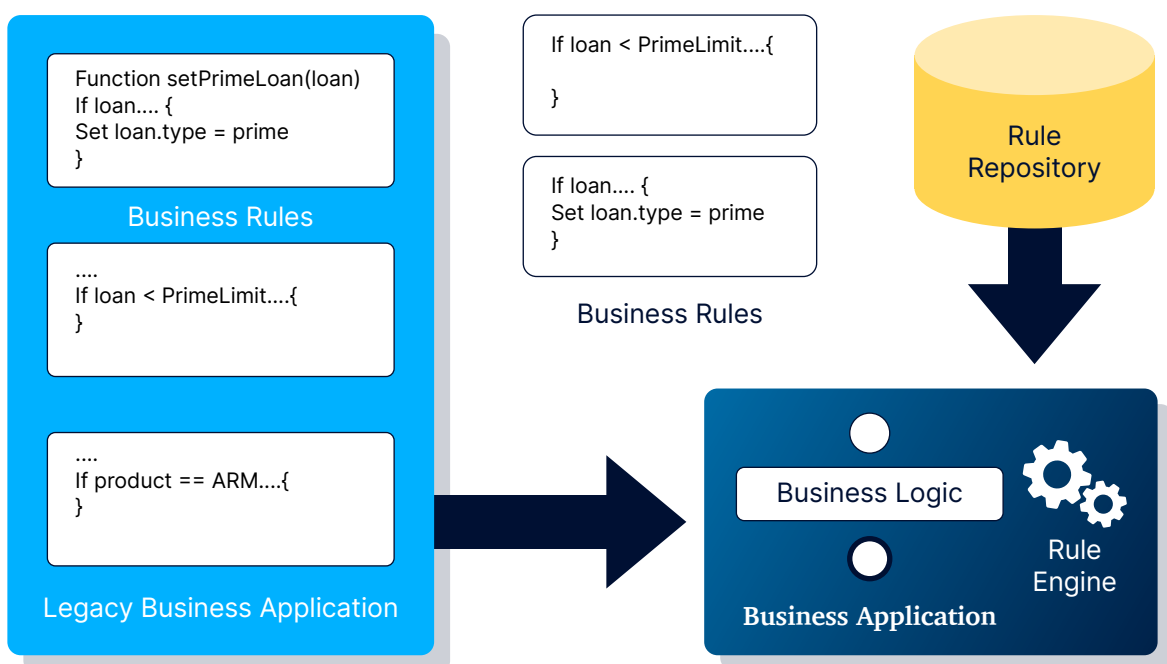 Function setPrimeLoan(loan)
If loan.... {
Set loan.type = prime
}
Business Rules
....
If loan < PrimeLimit....{
}
....
If product == ARM....{
}
Legacy Business Application
If loan < PrimeLimit....{
}
If loan.... {
Set loan.type = prime
}
Business Rules
Rule
Repository
Business Logic
Rule
Engine
Business Application